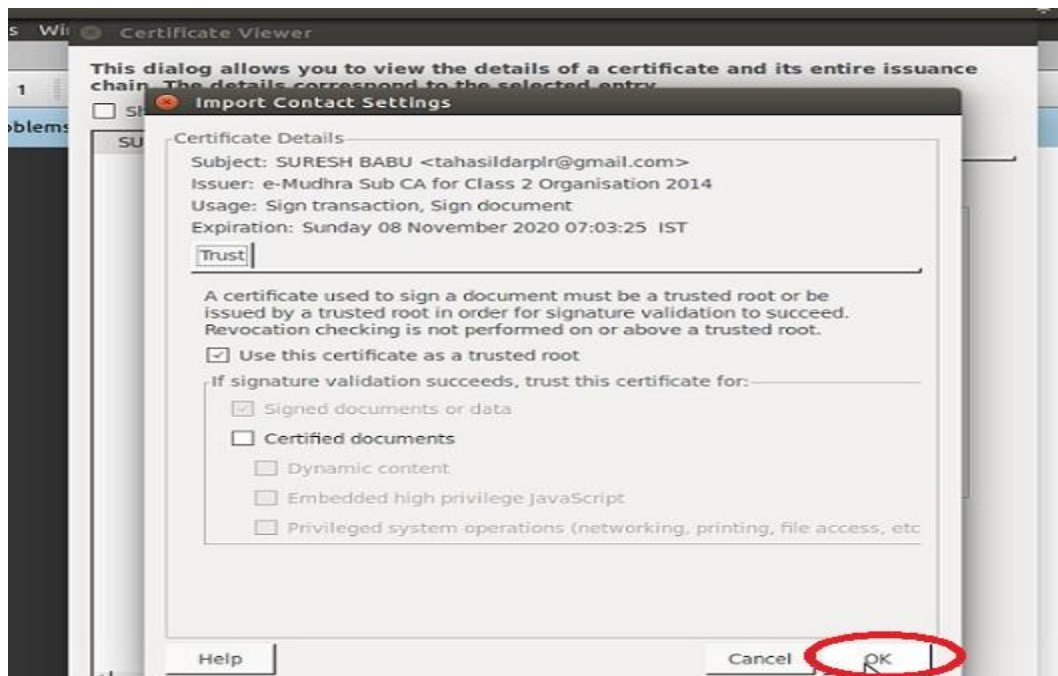 s Wi
Certificate Viewer
This dialog allows you to view the details of a certificate and its entire issuance
chain. The details correspond to the selected entry.
1
Import Contact Settings
Sh
oblems
SU
Certificate Details
Subject: SURESH BABU <tahasildarplr@gmail.com>
Issuer: e-Mudhra Sub CA for Class 2 Organisation 2014
Usage: Sign transaction, Sign document
Expiration: Sunday 08 November 2020 07:03:25 IST
Trust
A certificate used to sign a document must be a trusted root or be
issued by a trusted root in order for signature validation to succeed.
Revocation checking is not performed on or above a trusted root.
Use this certificate as a trusted root
If signature validation succeeds, trust this certificate for:
Signed documents or data
Certified documents
Dynamic content
Embedded high privilege JavaScript
Privileged system operations (networking, printing, file access, etc
Help
Cancel
OK